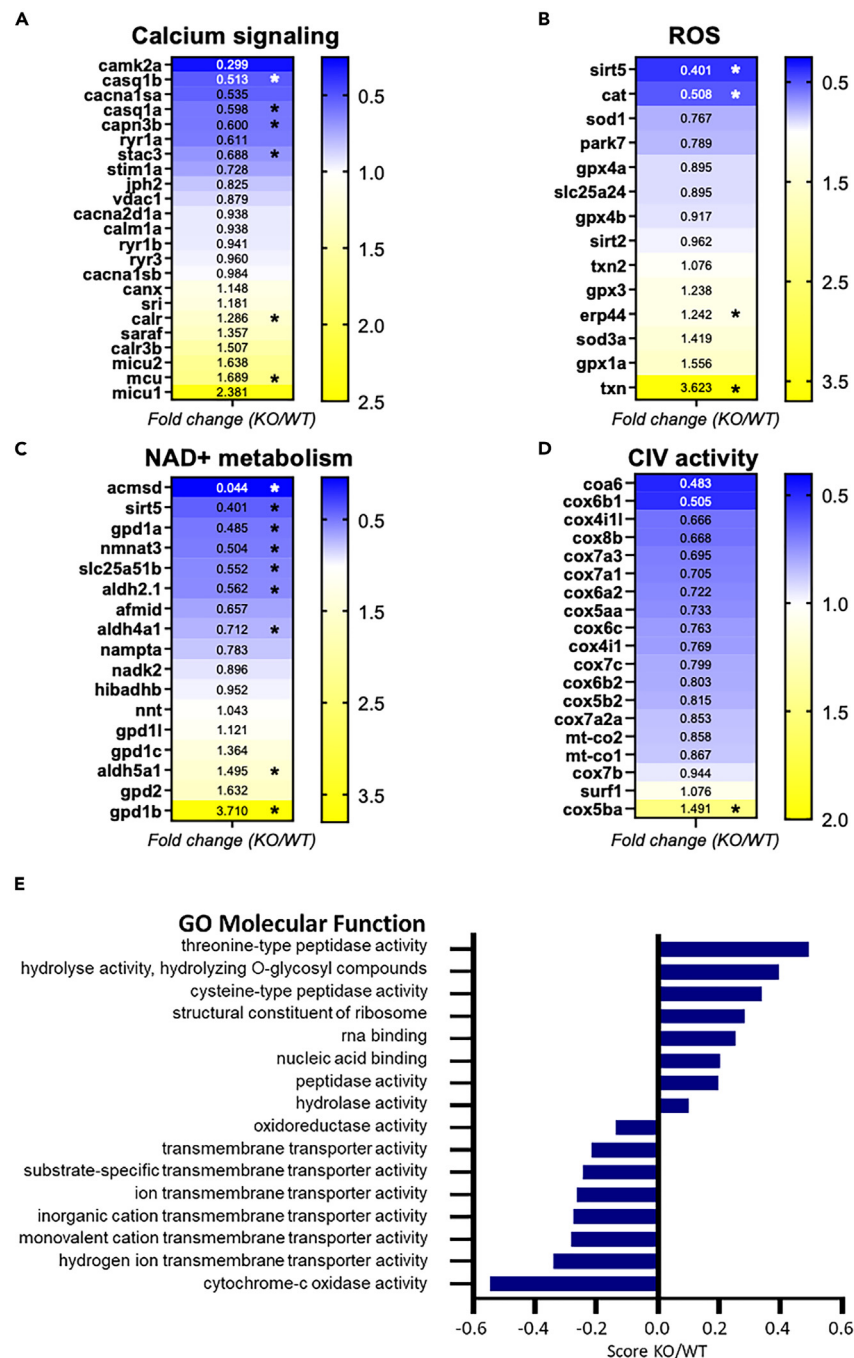 A
Calcium signaling
camk2a 0.299
casq1b 0.513 *
cacna1sa 0.535
casq1a 0.598 *
capn3b 0.600 *
ryr1a 0.611
stac3 0.688 *
stim1a 0.728
jph2 0.825
vdac1 0.879
cacna2d1a 0.938
calm1a 0.938
ryr1b 0.941
ryr3 0.960
cacna1sb 0.984
canx 1.148
sri 1.181
calr 1.286 *
saraf 1.357
calr3b 1.507
micu2 1.638
mcu 1.689 *
micu1 2.381
0.5
1.0
1.5
2.0
2.5
Fold change (KO/WT)
B
ROS
sirt5 0.401 *
cat 0.508 *
sod1 0.767
park7 0.789
gpx4a 0.895
slc25a24 0.895
gpx4b 0.917
sirt2 0.962
txn2 1.076
gpx3 1.238
erp44 1.242 *
sod3a 1.419
gpx1a 1.556
txn 3.623 *
0.5
1.5
2.5
3.5
Fold change (KO/WT)
C
NAD+ metabolism
acmsd 0.044 *
sirt5 0.401 *
gpd1a 0.485 *
nmnat3 0.504 *
slc25a51b 0.552 *
aldh2.1 0.562 *
afmid 0.657
aldh4a1 0.712 *
nampta 0.783
nadk2 0.896
hibadhb 0.952
nnt 1.043
gpd1l 1.121
gpd1c 1.364
aldh5a1 1.495 *
gpd2 1.632
gpd1b 3.710 *
0.5
1.5
2.5
3.5
Fold change (KO/WT)
D
CIV activity
coa6 0.483
cox6b1 0.505
cox4i1l 0.666
cox8b 0.668
cox7a3 0.695
cox7a1 0.705
cox6a2 0.722
cox5aa 0.733
cox6c 0.763
cox4i1 0.769
cox7c 0.799
cox6b2 0.803
cox5b2 0.815
cox7a2a 0.853
mt-co2 0.858
mt-co1 0.867
cox7b 0.944
surf1 1.076
cox5ba 1.491 *
0.5
1.0
1.5
2.0
Fold change (KO/WT)
E
GO Molecular Function
threonine-type peptidase activity
hydrolyse activity, hydrolyzing O-glycosyl compounds
cysteine-type peptidase activity
structural constituent of ribosome
rna binding
nucleic acid binding
peptidase activity
hydrolase activity
oxidoreductase activity
transmembrane transporter activity
substrate-specific transmembrane transporter activity
ion transmembrane transporter activity
inorganic cation transmembrane transporter activity
monovalent cation transmembrane transporter activity
hydrogen ion transmembrane transporter activity
cytochrome-c oxidase activity
-0.6 -0.4 -0.2 0.0 0.2 0.4 0.6
Score KO/WT